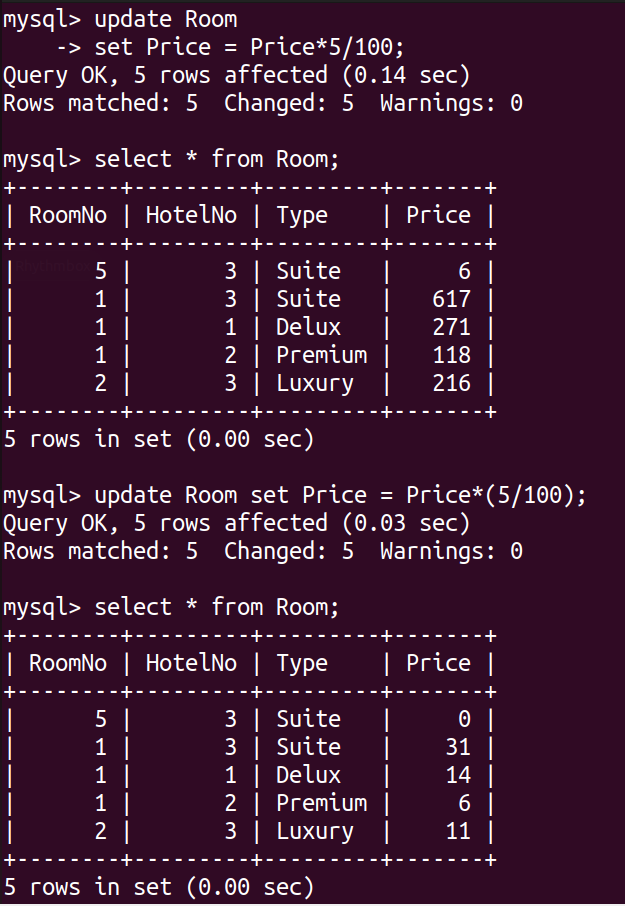 mysql> update Room
    -> set Price = Price*5/100;
Query OK, 5 rows affected (0.14 sec)
Rows matched: 5  Changed: 5  Warnings: 0

mysql> select * from Room;
+--------+---------+---------+-------+
| RoomNo | HotelNo | Type    | Price |
+--------+---------+---------+-------+
|      5 |       3 | Suite   |     6 |
|      1 |       3 | Suite   |   617 |
|      1 |       1 | Delux   |   271 |
|      1 |       2 | Premium |   118 |
|      2 |       3 | Luxury  |   216 |
+--------+---------+---------+-------+
5 rows in set (0.00 sec)

mysql> update Room set Price = Price*(5/100);
Query OK, 5 rows affected (0.03 sec)
Rows matched: 5  Changed: 5  Warnings: 0

mysql> select * from Room;
+--------+---------+---------+-------+
| RoomNo | HotelNo | Type    | Price |
+--------+---------+---------+-------+
|      5 |       3 | Suite   |     0 |
|      1 |       3 | Suite   |    31 |
|      1 |       1 | Delux   |    14 |
|      1 |       2 | Premium |     6 |
|      2 |       3 | Luxury  |    11 |
+--------+---------+---------+-------+
5 rows in set (0.00 sec)